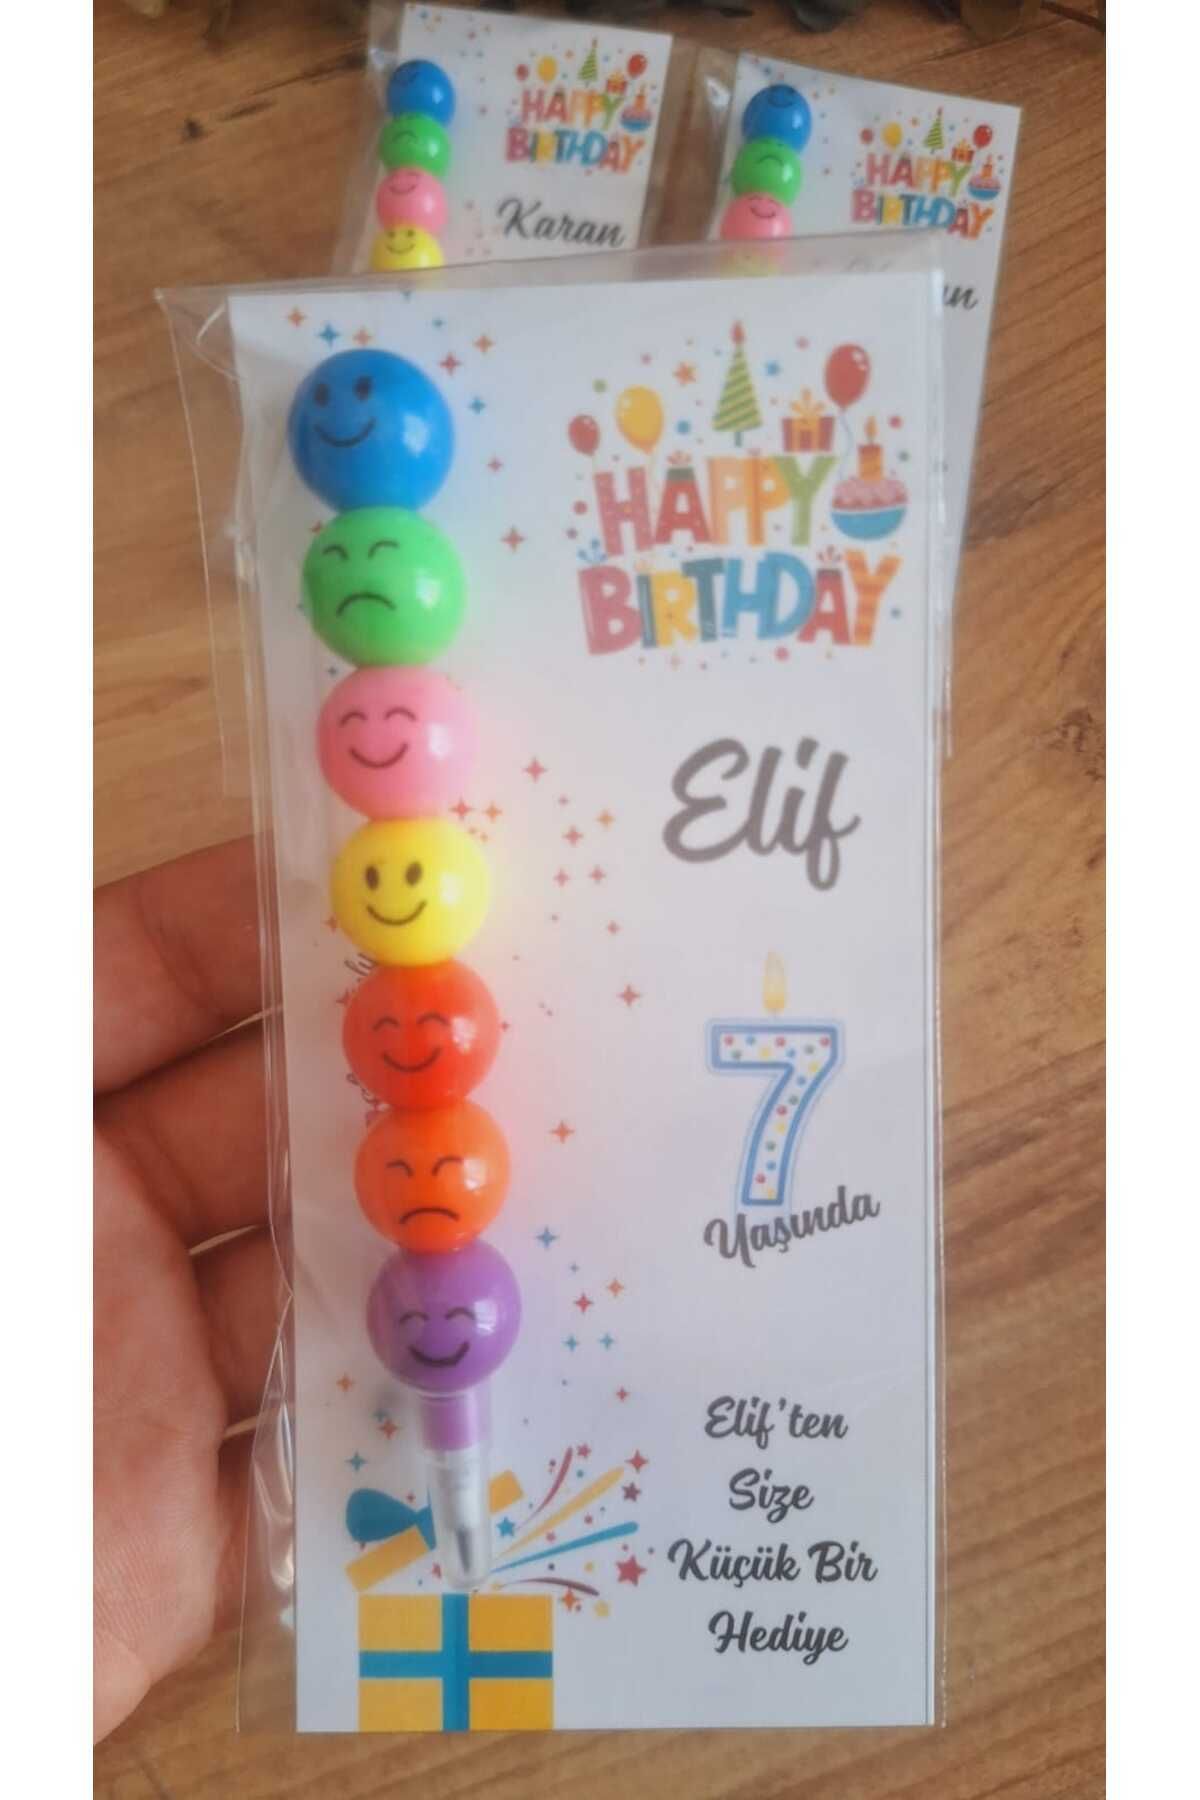 HAPPY
BIRTHDAY
Karan
HAPPY
BIRTHDAY
HAPPY
BIRTHDAY
Elif
7
Yaşında
Elif'ten
Size
Küçük Bir
Hediye